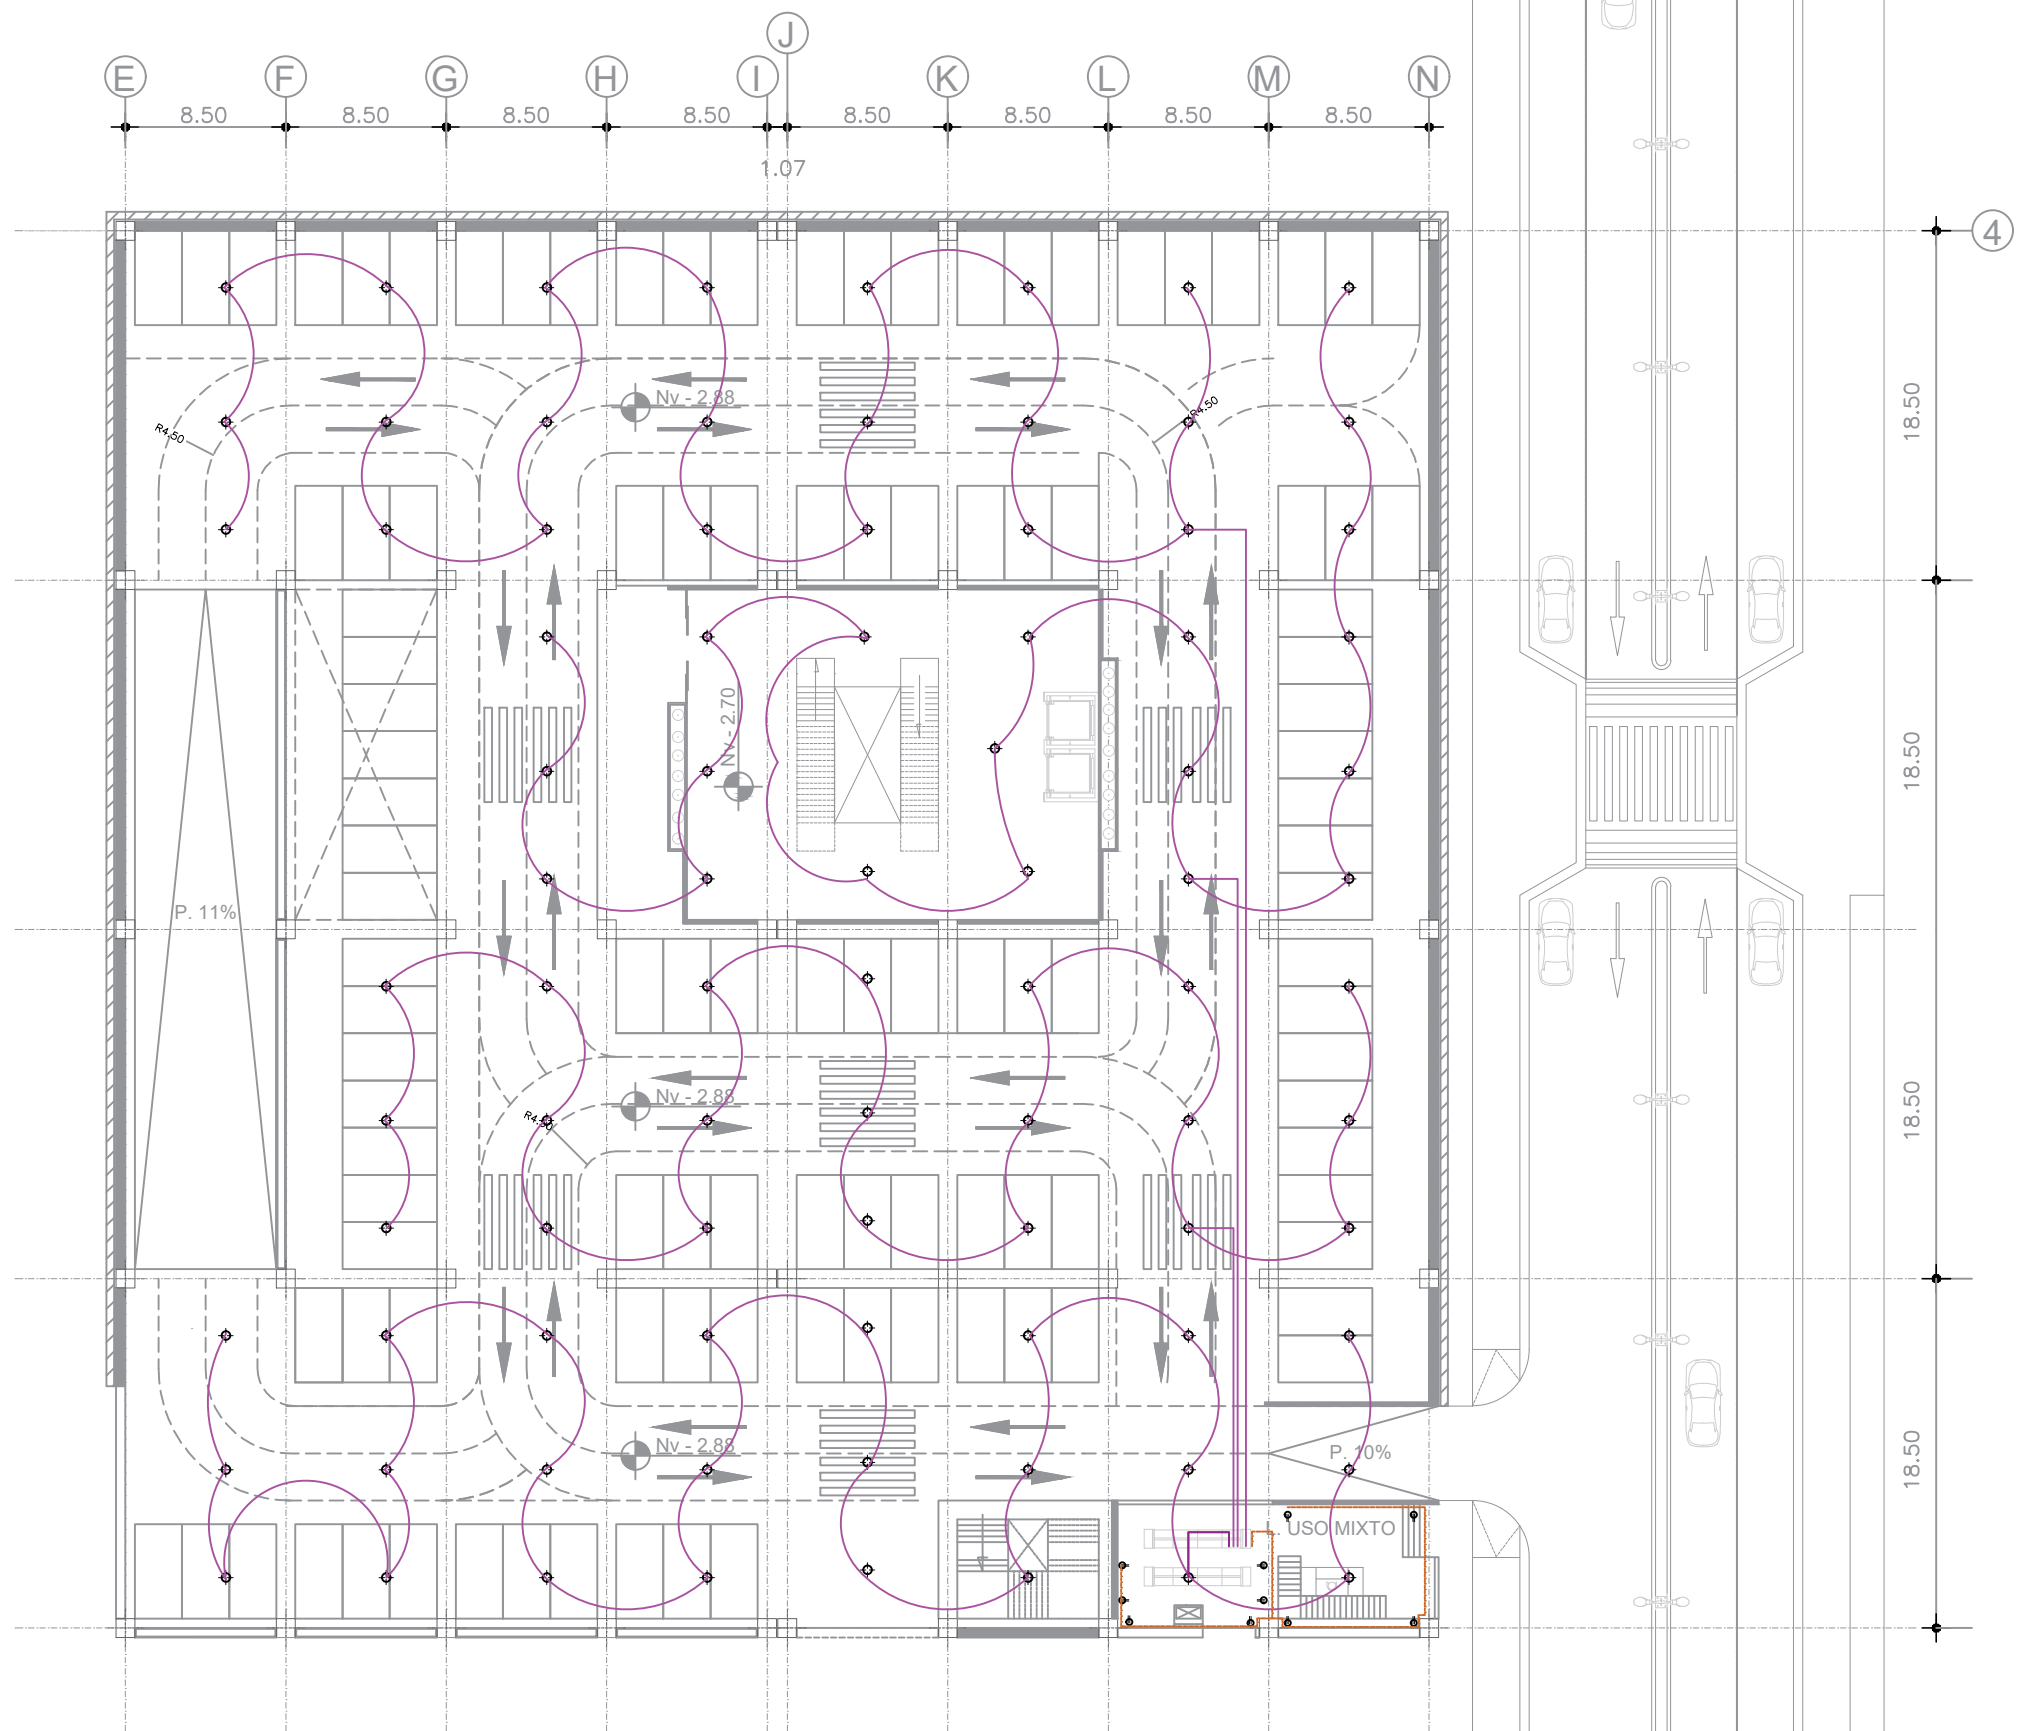 J
E F G H I K L M N
8.50 8.50 8.50 8.50 8.50 8.50 8.50 8.50
1.07
4
Nv - 2.88
R4.50
R4.50
18.50
Nv - 2.70
18.50
P. 11%
Nv - 2.88
R4.50
18.50
Nv - 2.88
P. 10%
18.50
USO MIXTO